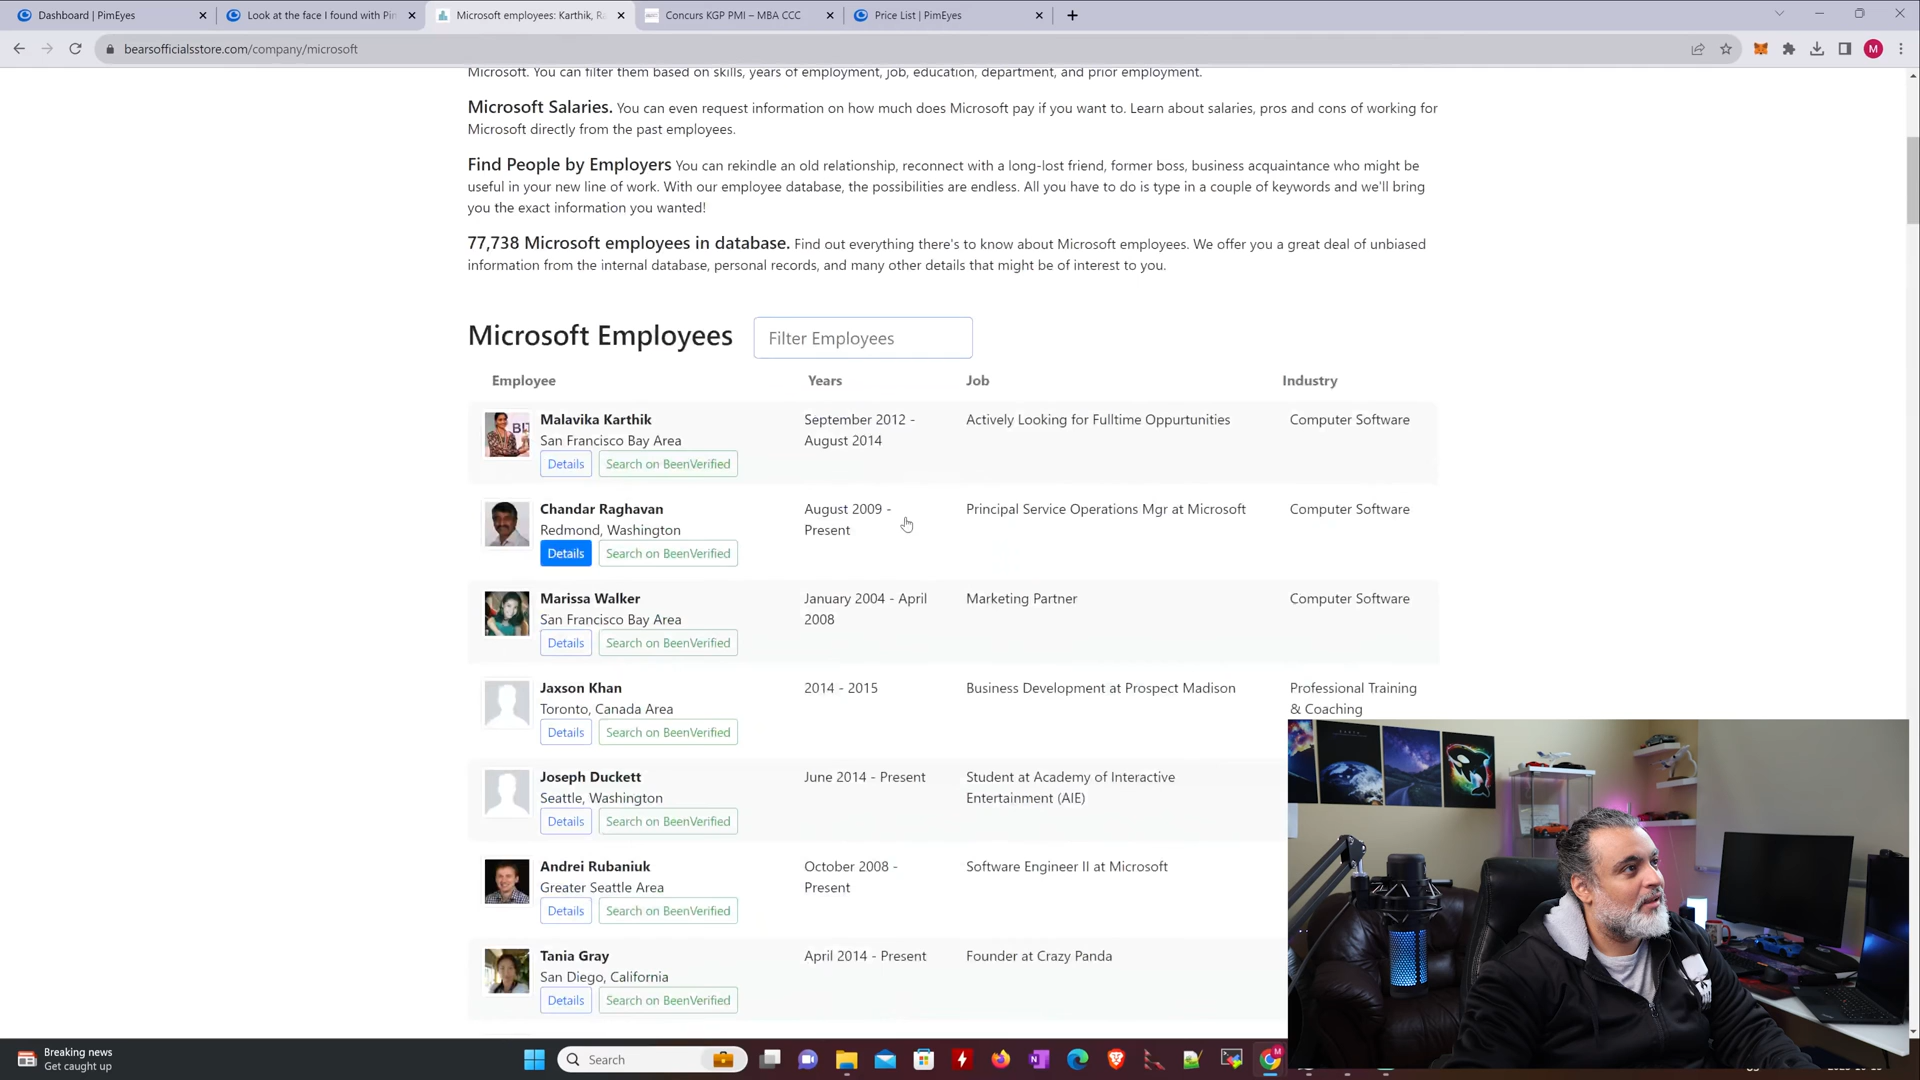 Dashboard | PimEyes
Look at the face I found with Pim
Microsoft employees: Karthik, Ra
Concurs KGP PMI – MBA CCC
Price List | PimEyes
bearsofficialsstore.com/company/microsoft
M
Microsoft. You can filter them based on skills, years of employment, job, education, department, and prior employment.
Microsoft Salaries. You can even request information on how much does Microsoft pay if you want to. Learn about salaries, pros and cons of working for
Microsoft directly from the past employees.
Find People by Employers You can rekindle an old relationship, reconnect with a long-lost friend, former boss, business acquaintance who might be
useful in your new line of work. With our employee database, the possibilities are endless. All you have to do is type in a couple of keywords and we'll bring
you the exact information you wanted!
77,738 Microsoft employees in database. Find out everything there's to know about Microsoft employees. We offer you a great deal of unbiased
information from the internal database, personal records, and many other details that might be of interest to you.
Microsoft Employees
Filter Employees
Employee Years Job Industry
Malavika Karthik September 2012 - Actively Looking for Fulltime Oppurtunities Computer Software
San Francisco Bay Area August 2014
Details Search on BeenVerified
Chandar Raghavan August 2009 - Principal Service Operations Mgr at Microsoft Computer Software
Redmond, Washington Present
Details Search on BeenVerified
Marissa Walker January 2004 - April Marketing Partner Computer Software
San Francisco Bay Area 2008
Details Search on BeenVerified
Jaxson Khan 2014 - 2015 Business Development at Prospect Madison Professional Training
Toronto, Canada Area & Coaching
Details Search on BeenVerified
Joseph Duckett June 2014 - Present Student at Academy of Interactive
Seattle, Washington Entertainment (AIE)
Details Search on BeenVerified
Andrei Rubaniuk October 2008 - Software Engineer II at Microsoft
Greater Seattle Area Present
Details Search on BeenVerified
Tania Gray April 2014 - Present Founder at Crazy Panda
San Diego, California
Details Search on BeenVerified
Breaking news
Get caught up
Search